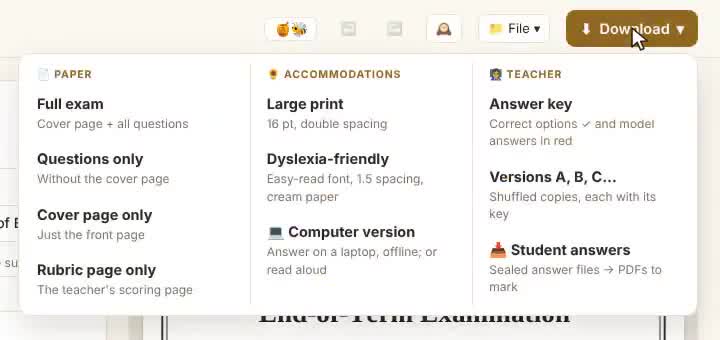 File ▾
Download ▾
PAPER
Full exam
Cover page + all questions
Questions only
Without the cover page
Cover page only
Just the front page
Rubric page only
The teacher's scoring page
ACCOMMODATIONS
Large print
16 pt, double spacing
Dyslexia-friendly
Easy-read font, 1.5 spacing,
cream paper
Computer version
Answer on a laptop, offline; or
read aloud
TEACHER
Answer key
Correct options ✓ and model
answers in red
Versions A, B, C...
Shuffled copies, each with its
key
Student answers
Sealed answer files → PDFs to
mark
of
End-of-Term Examination